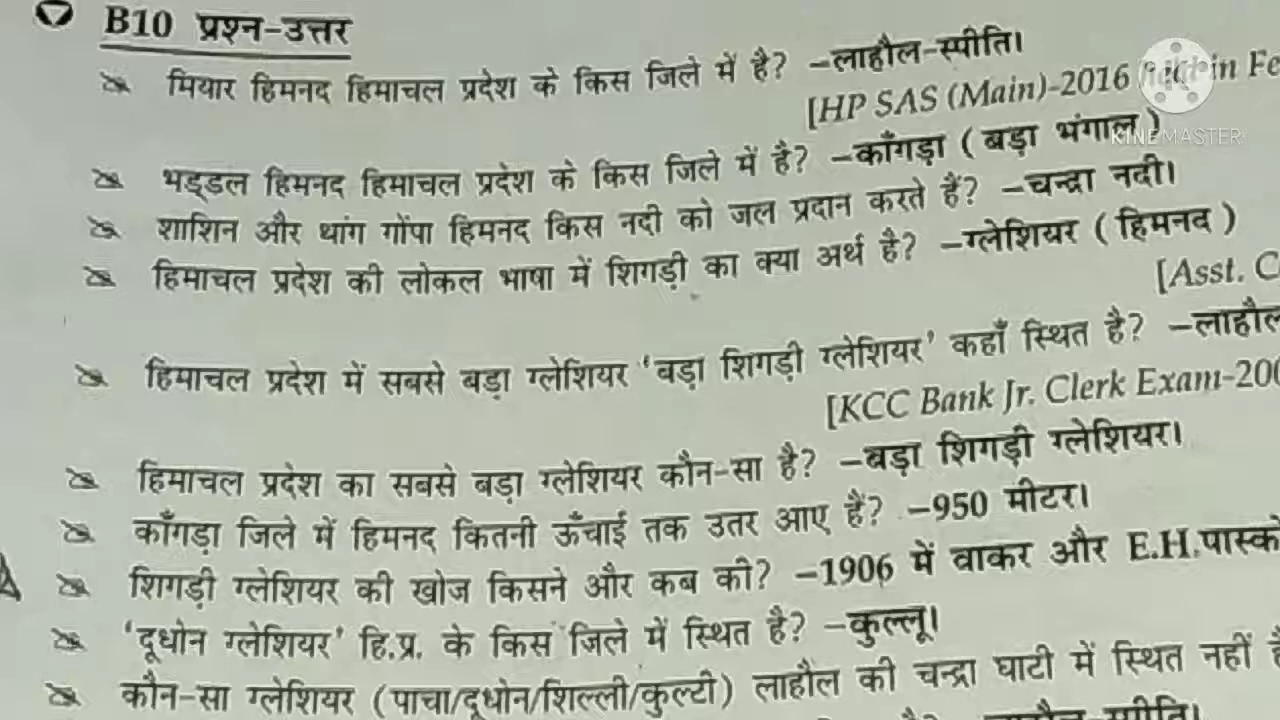 B10 प्रश्न-उत्तर
मियार हिमनद हिमाचल प्रदेश के किस जिले में है? –लाहौल-स्पीति।
[HP SAS (Main)-2016
KINEMASTER
भड्डल हिमनद हिमाचल प्रदेश के किस जिले में है? –काँगड़ा ( बड़ा भंगाल )
शाशिन और थांग गोंपा हिमनद किस नदी को जल प्रदान करते हैं? –चन्द्रा नदी।
हिमाचल प्रदेश की लोकल भाषा में शिगड़ी का क्या अर्थ है? –ग्लेशियर ( हिमनद )
[Asst. C
हिमाचल प्रदेश में सबसे बड़ा ग्लेशियर 'बड़ा शिगड़ी ग्लेशियर' कहाँ स्थित है? –लाहौल
[KCC Bank Jr. Clerk Exam-200
हिमाचल प्रदेश का सबसे बड़ा ग्लेशियर कौन-सा है? –बड़ा शिगड़ी ग्लेशियर।
काँगड़ा जिले में हिमनद कितनी ऊँचाई तक उतर आए हैं? –950 मीटर।
शिगड़ी ग्लेशियर की खोज किसने और कब की? –1906 में वाकर और E.H.पास्को
'दूधोन ग्लेशियर' हि.प्र. के किस जिले में स्थित है? –कुल्लू।
कौन-सा ग्लेशियर (पाचा/दूधोन/शिल्ली/कुल्टी) लाहौल की चन्द्रा घाटी में स्थित नहीं